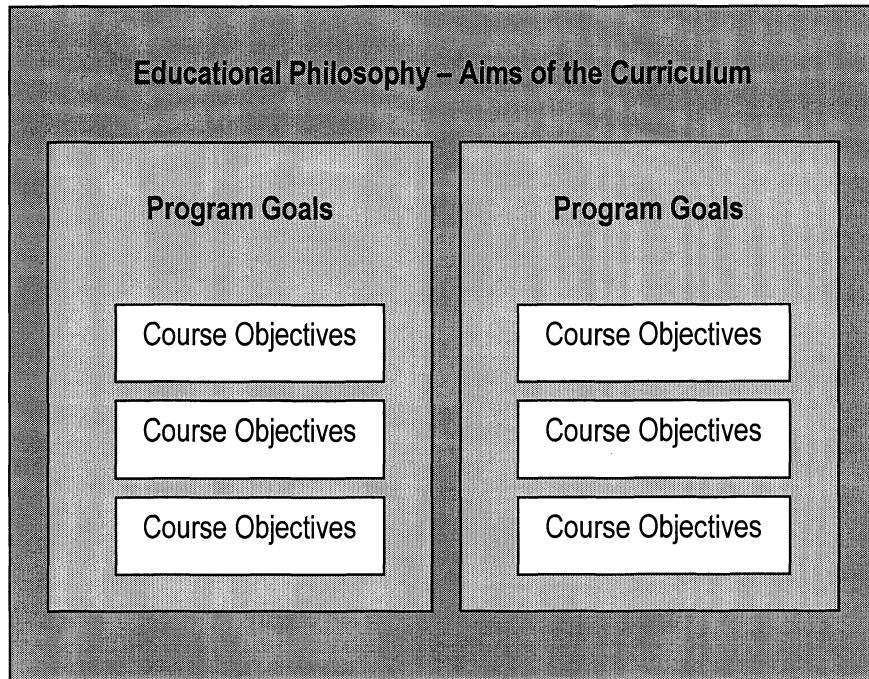 Educational Philosophy – Aims of the Curriculum
Program Goals
Course Objectives
Course Objectives
Course Objectives
Program Goals
Course Objectives
Course Objectives
Course Objectives